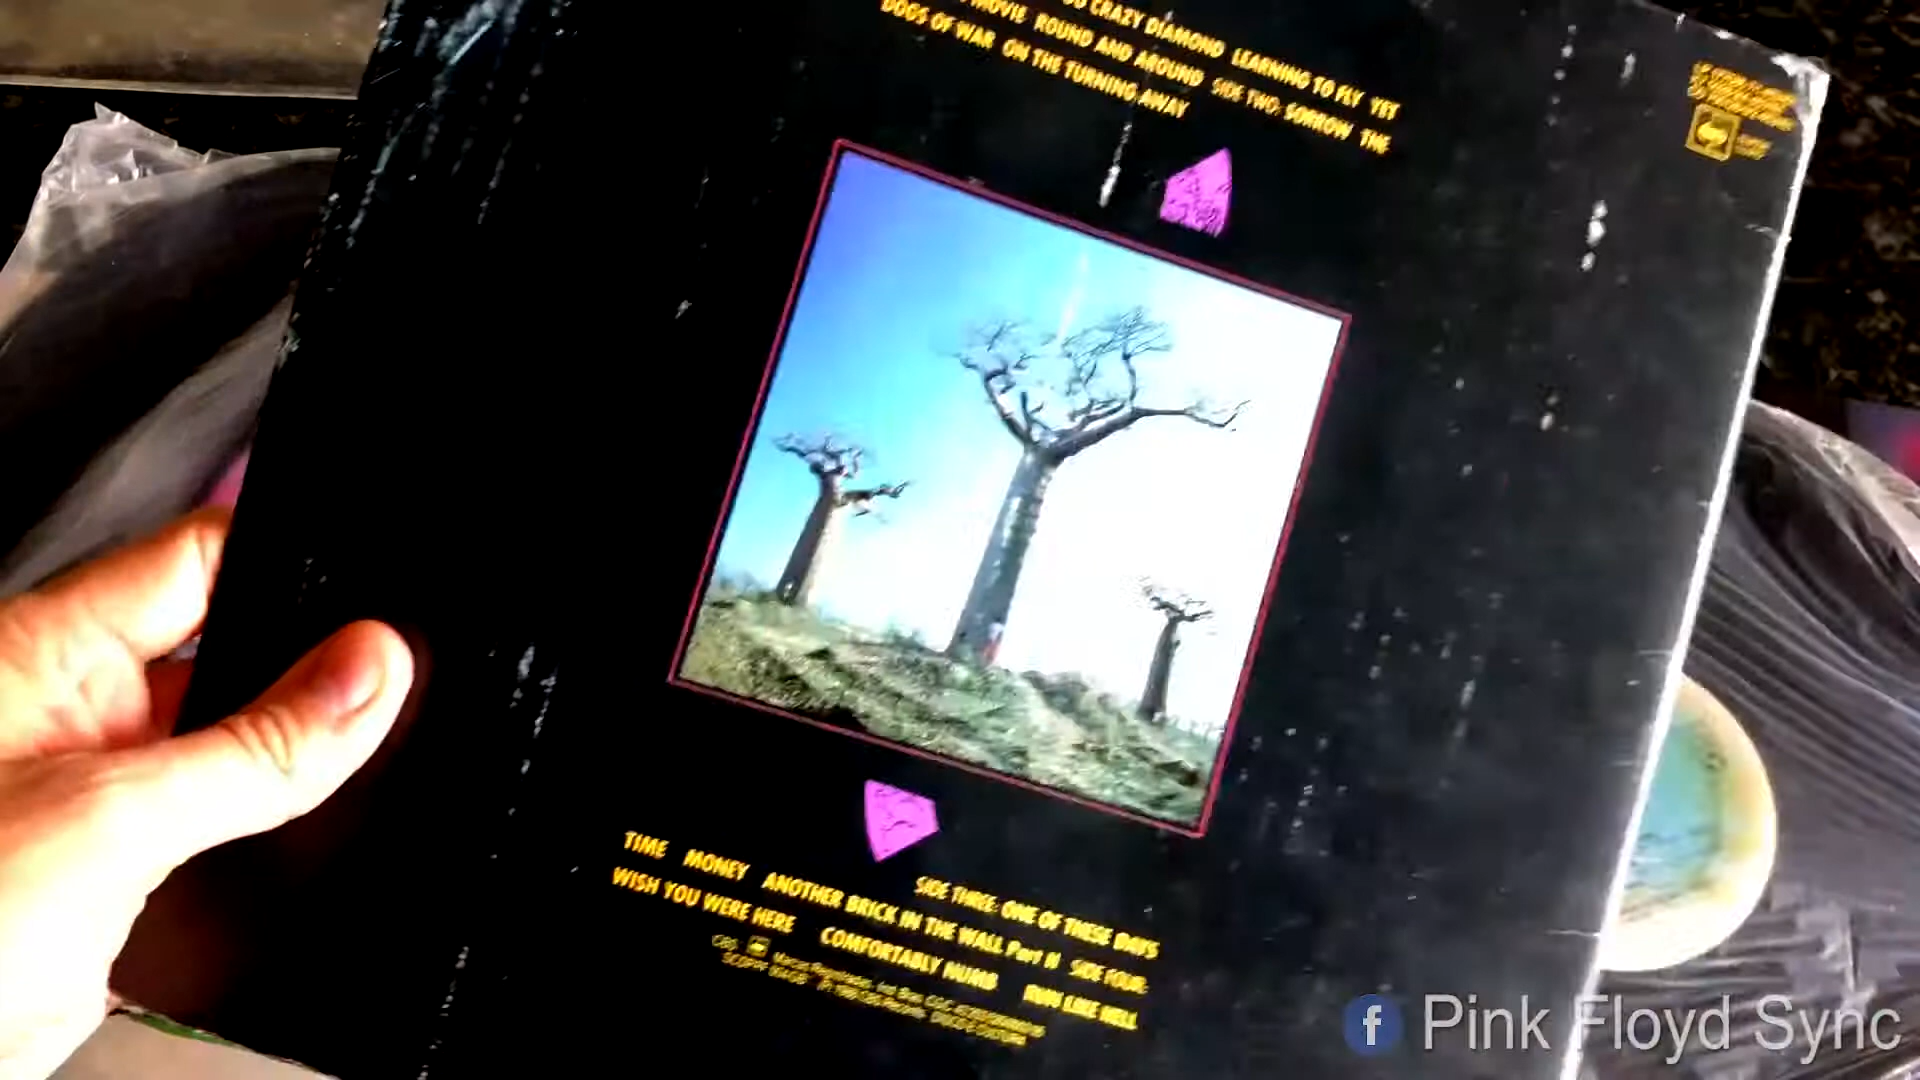 CRAZY DIAMOND LEARNING TO FLY YET
MOVIE ROUND AND AROUND SIDE TWO: SORROW THE
DOGS OF WAR ON THE TURNING AWAY
SIDE THREE: ONE OF THESE DAYS
TIME MONEY ANOTHER BRICK IN THE WALL Part II SIDE FOUR:
WISH YOU WERE HERE COMFORTABLY NUMB RUN LIKE HELL
CBS
f Pink Floyd Sync